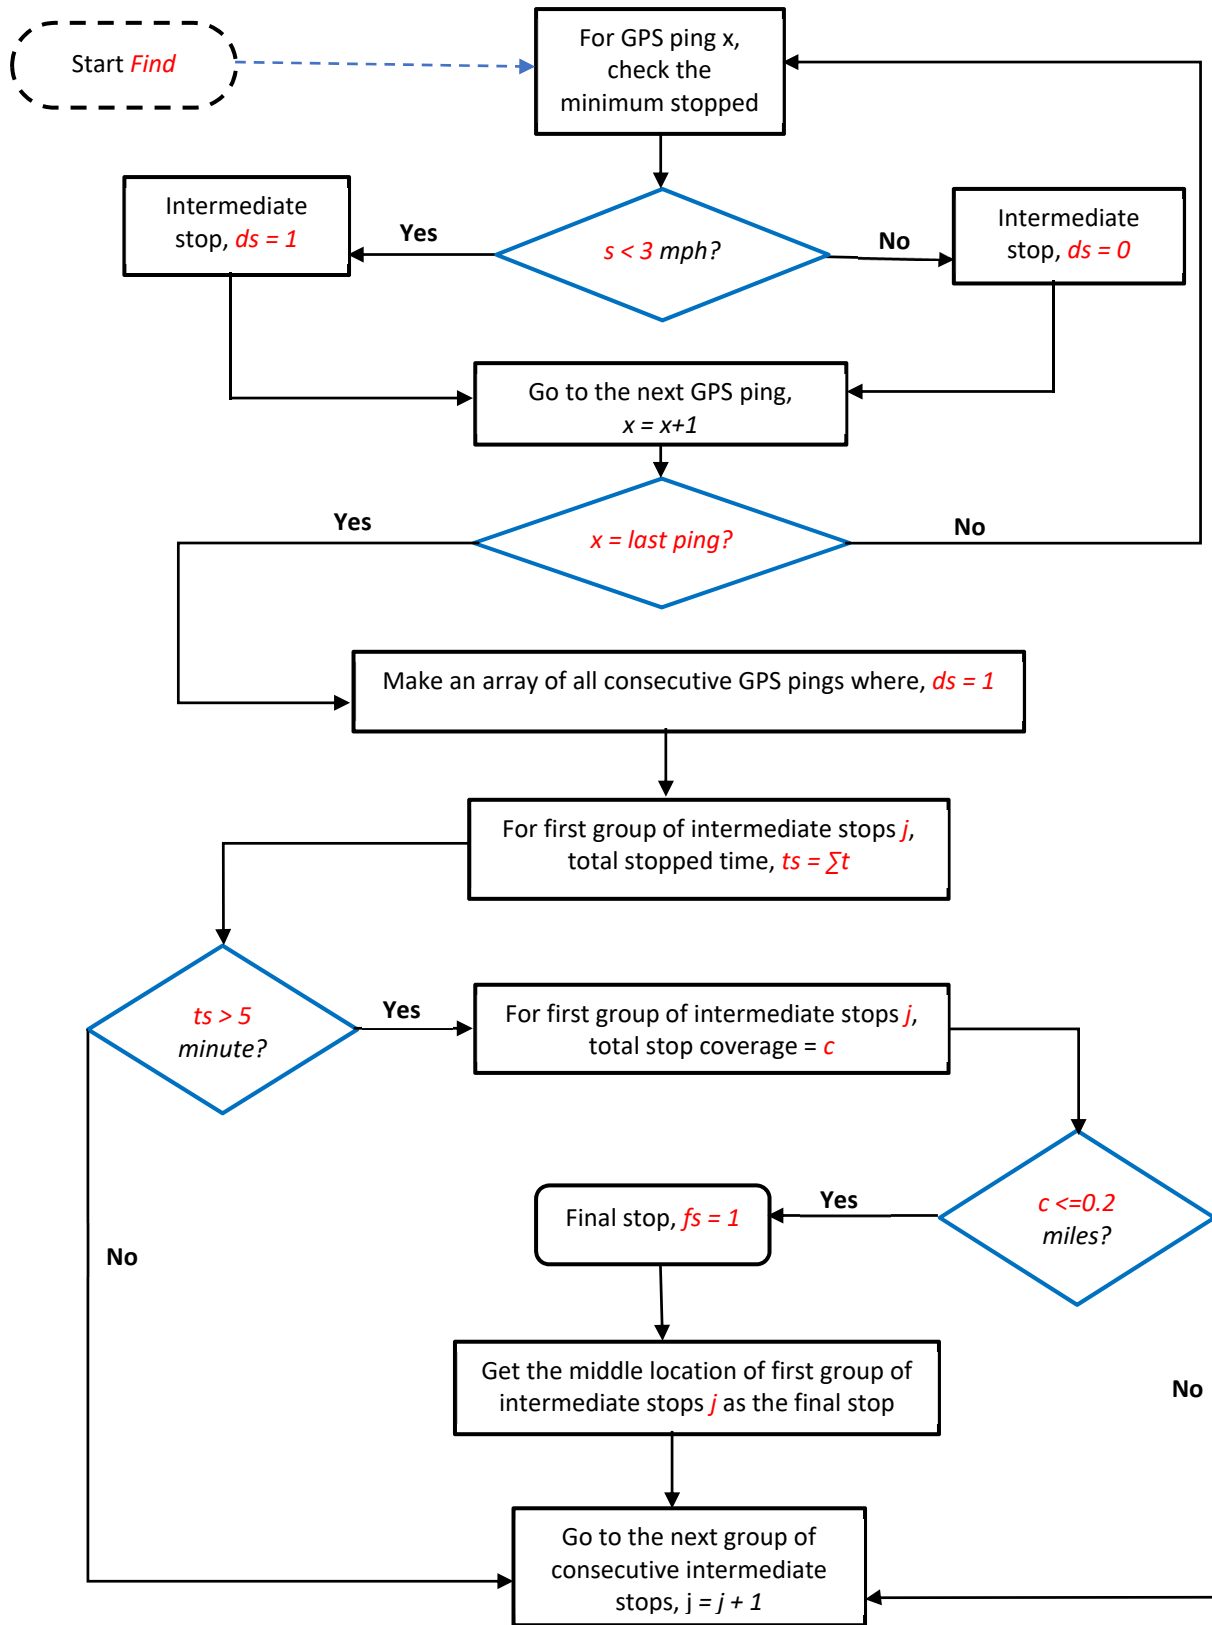 Start Find
For GPS ping x,
check the
minimum stopped
Intermediate
stop, ds = 1
Yes
s < 3 mph?
No
Intermediate
stop, ds = 0
Go to the next GPS ping,
x = x+1
Yes
x = last ping?
No
Make an array of all consecutive GPS pings where, ds = 1
For first group of intermediate stops j,
total stopped time, ts = ∑t
ts > 5
minute?
Yes
For first group of intermediate stops j,
total stop coverage = c
c <=0.2
miles?
Yes
Final stop, fs = 1
No
Get the middle location of first group of
intermediate stops j as the final stop
No
Go to the next group of
consecutive intermediate
stops, j = j + 1